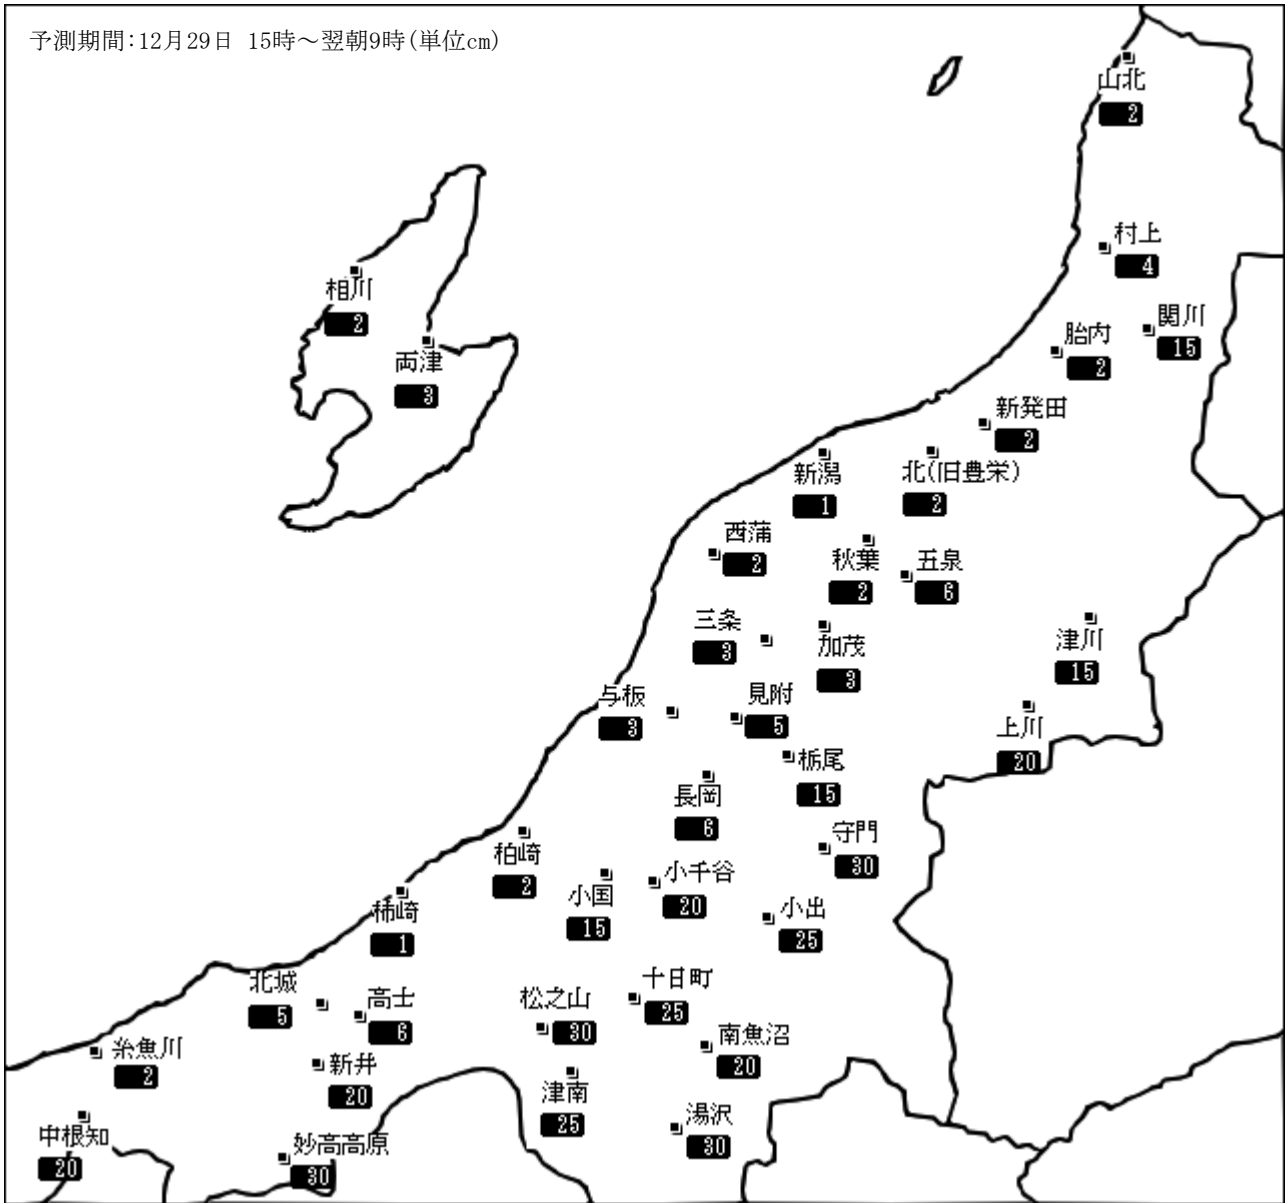 予測期間:12月29日 15時～翌朝9時(単位cm)
山北
2
村上
4
相川
2
関川
15
胎内
2
両津
3
新発田
2
新潟
1
北(旧豊栄)
2
西蒲
2
秋葉
2
五泉
6
三条
3
加茂
3
津川
15
与板
3
見附
5
上川
20
栃尾
15
長岡
6
守門
30
柏崎
2
小国
15
小千谷
20
小出
25
柿崎
1
北城
5
高士
6
松之山
30
十日町
25
南魚沼
20
糸魚川
2
新井
20
津南
25
湯沢
30
中根知
20
妙高高原
30